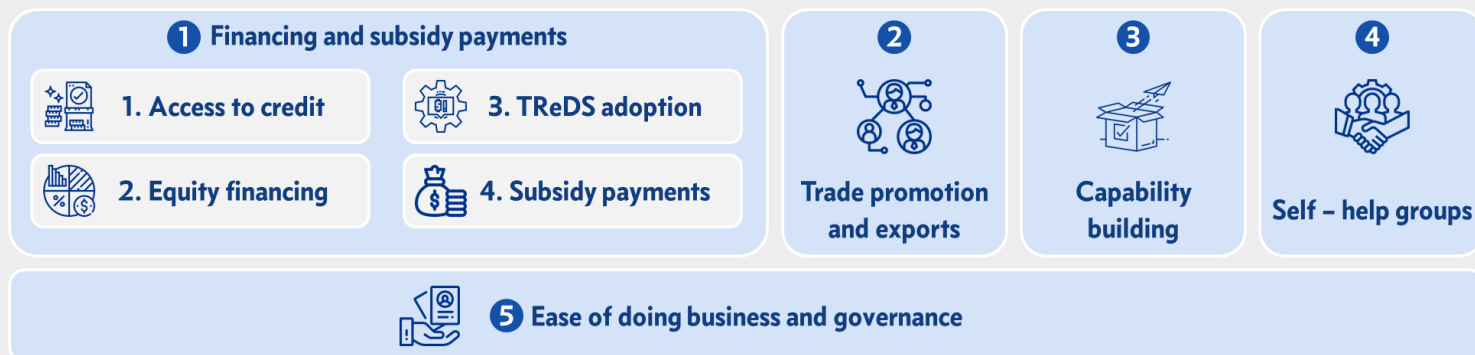 1 Financing and subsidy payments
1. Access to credit
3. TReDS adoption
2. Equity financing
4. Subsidy payments
2
Trade promotion
and exports
3
Capability
building
4
Self – help groups
5 Ease of doing business and governance